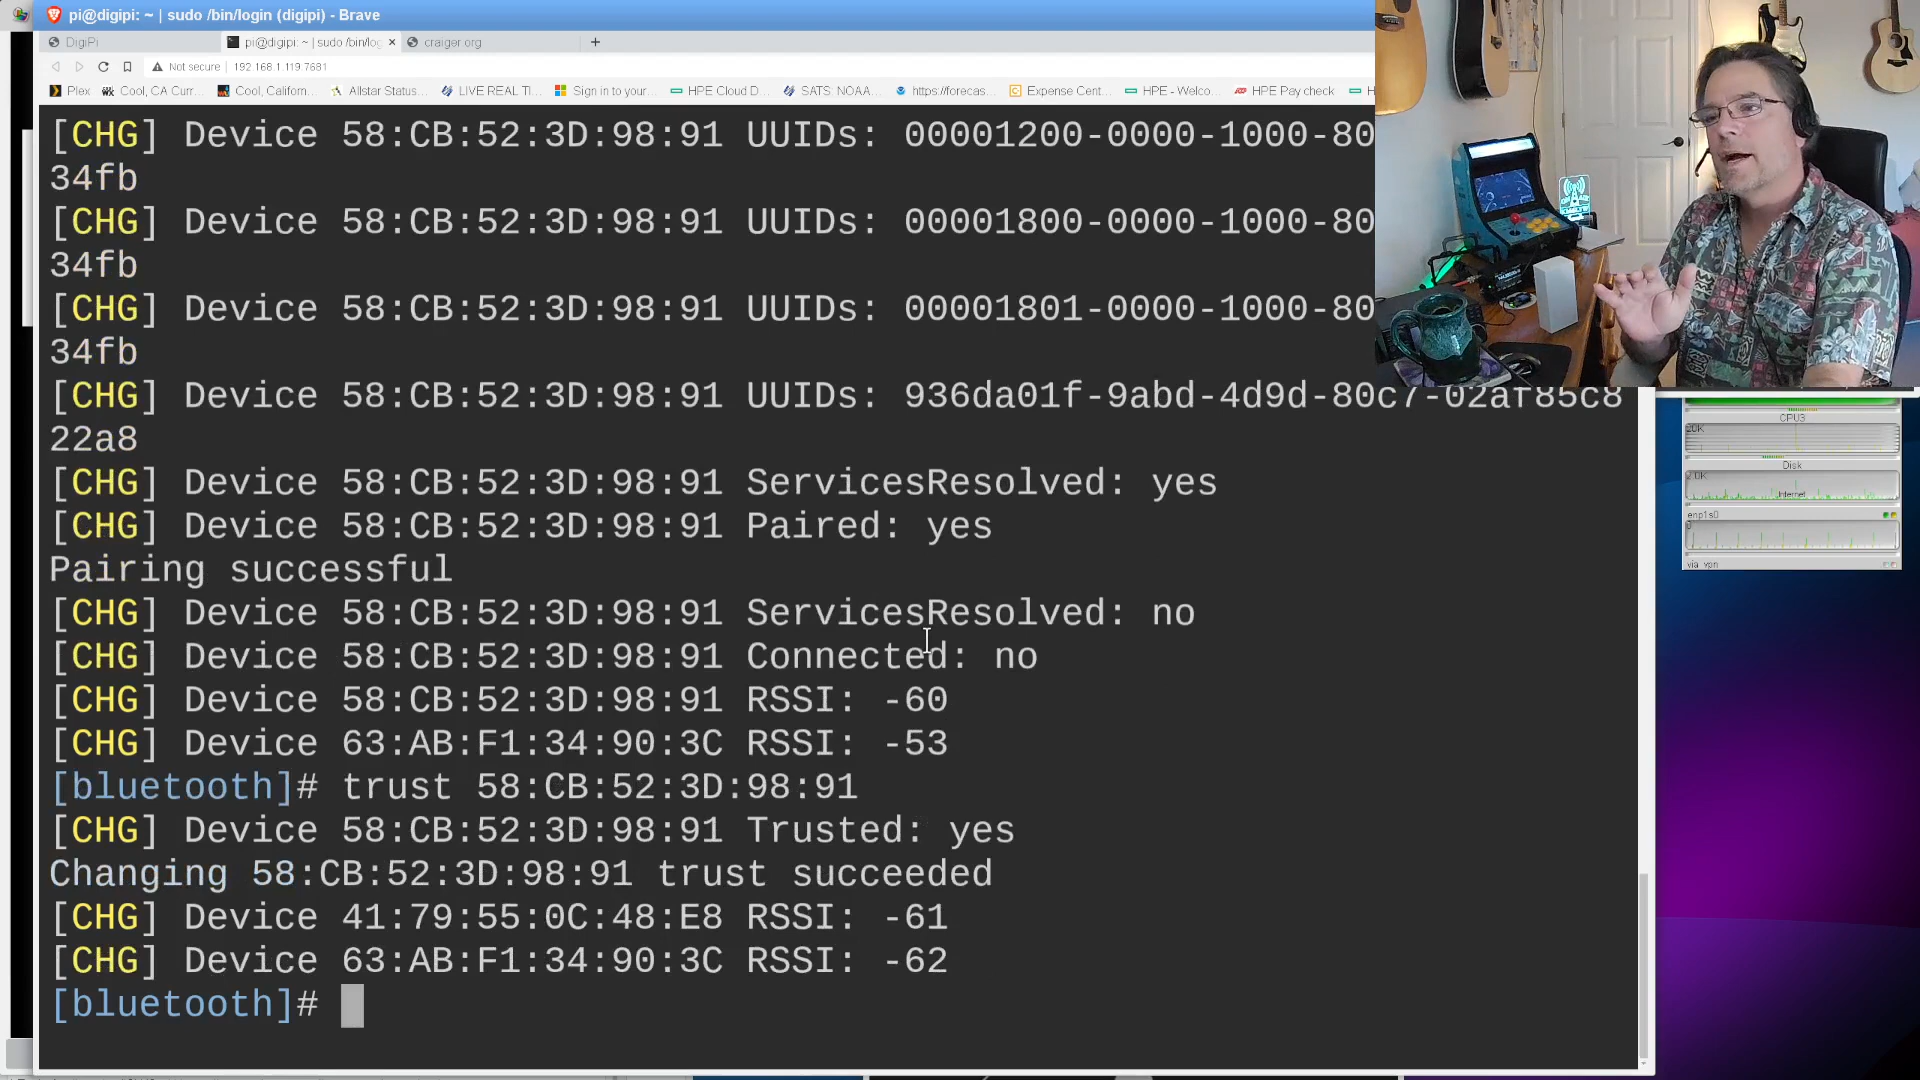 pi@digipi: ~ | sudo /bin/login (digipi) - Brave
DigiPi
pi@digipi: ~ | sudo /bin/log
craiger org
Not secure
192.168.1.119:7681
Plex
Cool, CA Curr...
Cool, Californ...
Allstar Status...
LIVE REAL TI...
Sign in to your...
HPE Cloud D...
SATS: NOAA...
https://forecas...
Expense Cent...
HPE - Welco...
HPE Pay check
[CHG] Device 58:CB:52:3D:98:91 UUIDs: 00001200-0000-1000-80
34fb
[CHG] Device 58:CB:52:3D:98:91 UUIDs: 00001800-0000-1000-80
34fb
[CHG] Device 58:CB:52:3D:98:91 UUIDs: 00001801-0000-1000-80
34fb
[CHG] Device 58:CB:52:3D:98:91 UUIDs: 936da01f-9abd-4d9d-80c7-02af85c8
22a8
[CHG] Device 58:CB:52:3D:98:91 ServicesResolved: yes
[CHG] Device 58:CB:52:3D:98:91 Paired: yes
Pairing successful
[CHG] Device 58:CB:52:3D:98:91 ServicesResolved: no
[CHG] Device 58:CB:52:3D:98:91 Connected: no
[CHG] Device 58:CB:52:3D:98:91 RSSI: -60
[CHG] Device 63:AB:F1:34:90:3C RSSI: -53
[bluetooth]# trust 58:CB:52:3D:98:91
[CHG] Device 58:CB:52:3D:98:91 Trusted: yes
Changing 58:CB:52:3D:98:91 trust succeeded
[CHG] Device 41:79:55:0C:48:E8 RSSI: -61
[CHG] Device 63:AB:F1:34:90:3C RSSI: -62
[bluetooth]#
CPU3
Disk
Internet
enp1s0
via vpn